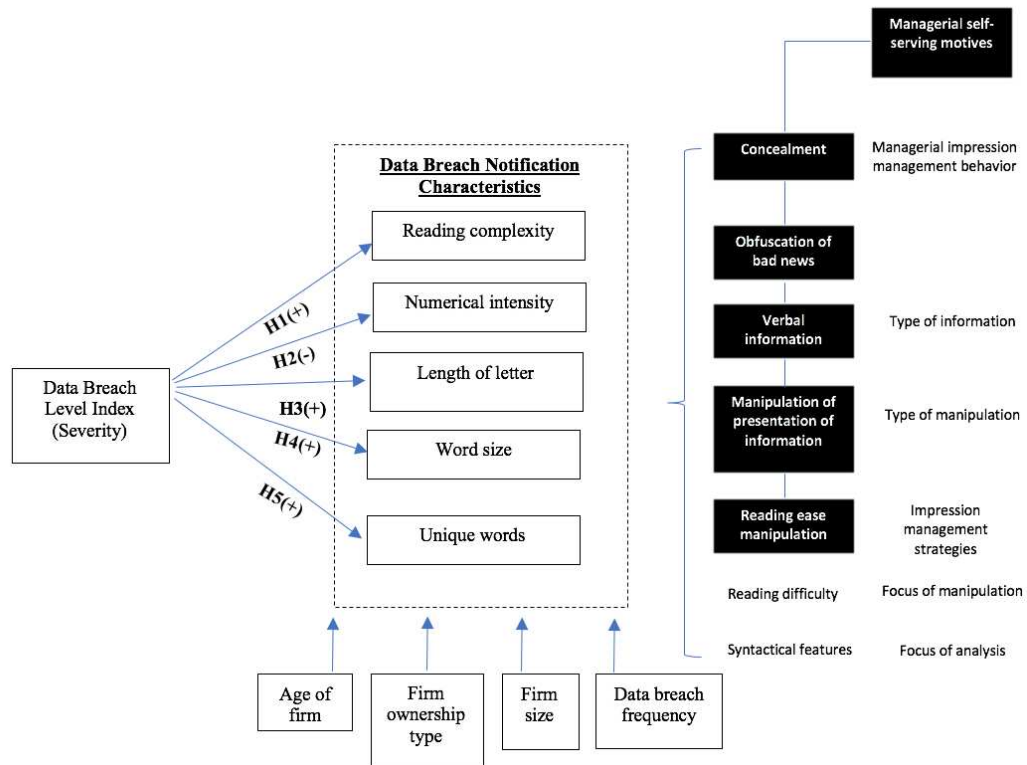 Managerial self-
serving motives
Concealment
Managerial impression
management behavior
Data Breach Notification
Characteristics
Reading complexity
Obfuscation of
bad news
Numerical intensity
Verbal
information
Type of information
H1(+)
H2(-)
Length of letter
Data Breach
Level Index
(Severity)
H3(+)
H4(+)
Manipulation of
presentation of
information
Type of manipulation
Word size
H5(+)
Unique words
Reading ease
manipulation
Impression
management
strategies
Reading difficulty
Focus of manipulation
Syntactical features
Focus of analysis
Age of
firm
Firm
ownership
type
Firm
size
Data breach
frequency